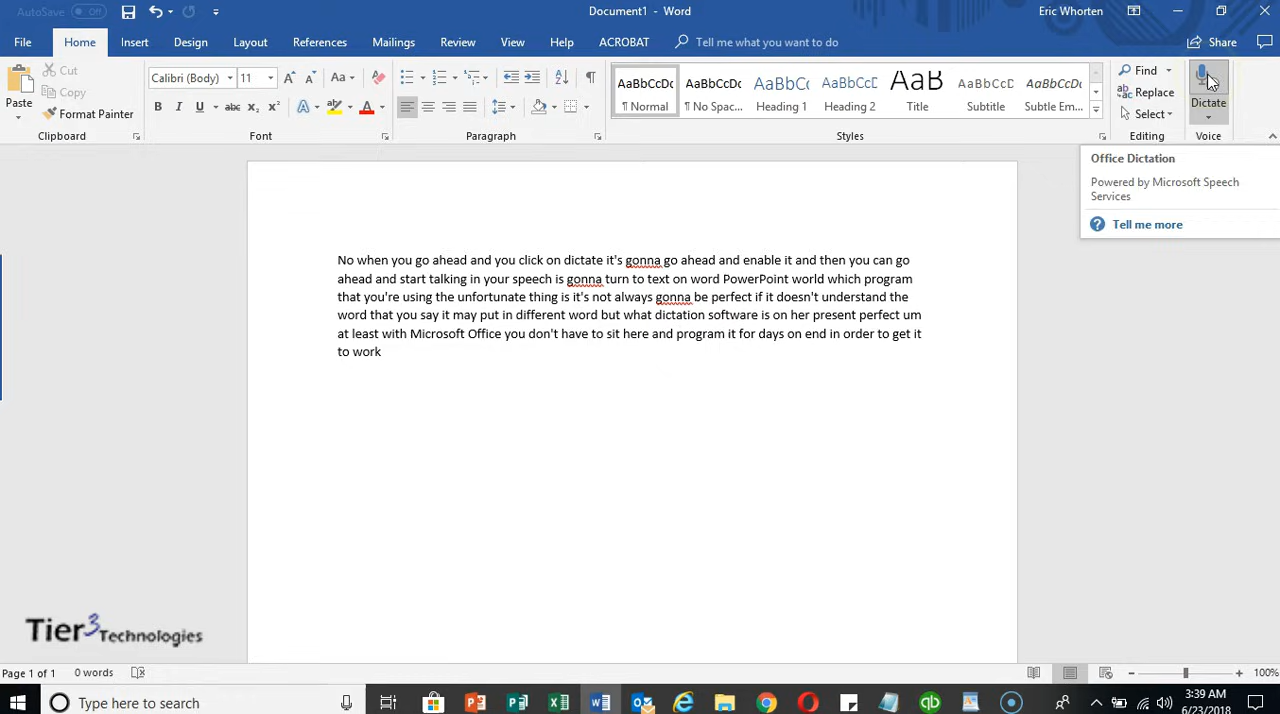 AutoSave Off Document1 - Word Eric Whorten
File Home Insert Design Layout References Mailings Review View Help ACROBAT Tell me what you want to do Share
Paste
Cut
Copy
Format Painter
Clipboard
Calibri (Body) 11
Font
Paragraph
AaBbCcDc AaBbCcDc AaBbCc AaBbCcD AaB AaBbCcD AaBbCcDt
¶ Normal ¶ No Spac... Heading 1 Heading 2 Title Subtitle Subtle Em...
Styles
Find
Replace
Select
Editing
Dictate
Voice
Office Dictation
Powered by Microsoft Speech
Services
Tell me more
No when you go ahead and you click on dictate it's gonna go ahead and enable it and then you can go
ahead and start talking in your speech is gonna turn to text on word PowerPoint world which program
that you're using the unfortunate thing is it's not always gonna be perfect if it doesn't understand the
word that you say it may put in different word but what dictation software is on her present perfect um
at least with Microsoft Office you don't have to sit here and program it for days on end in order to get it
to work
Tier3 Technologies
Page 1 of 1 0 words 100%
Type here to search
3:39 AM
6/23/2018